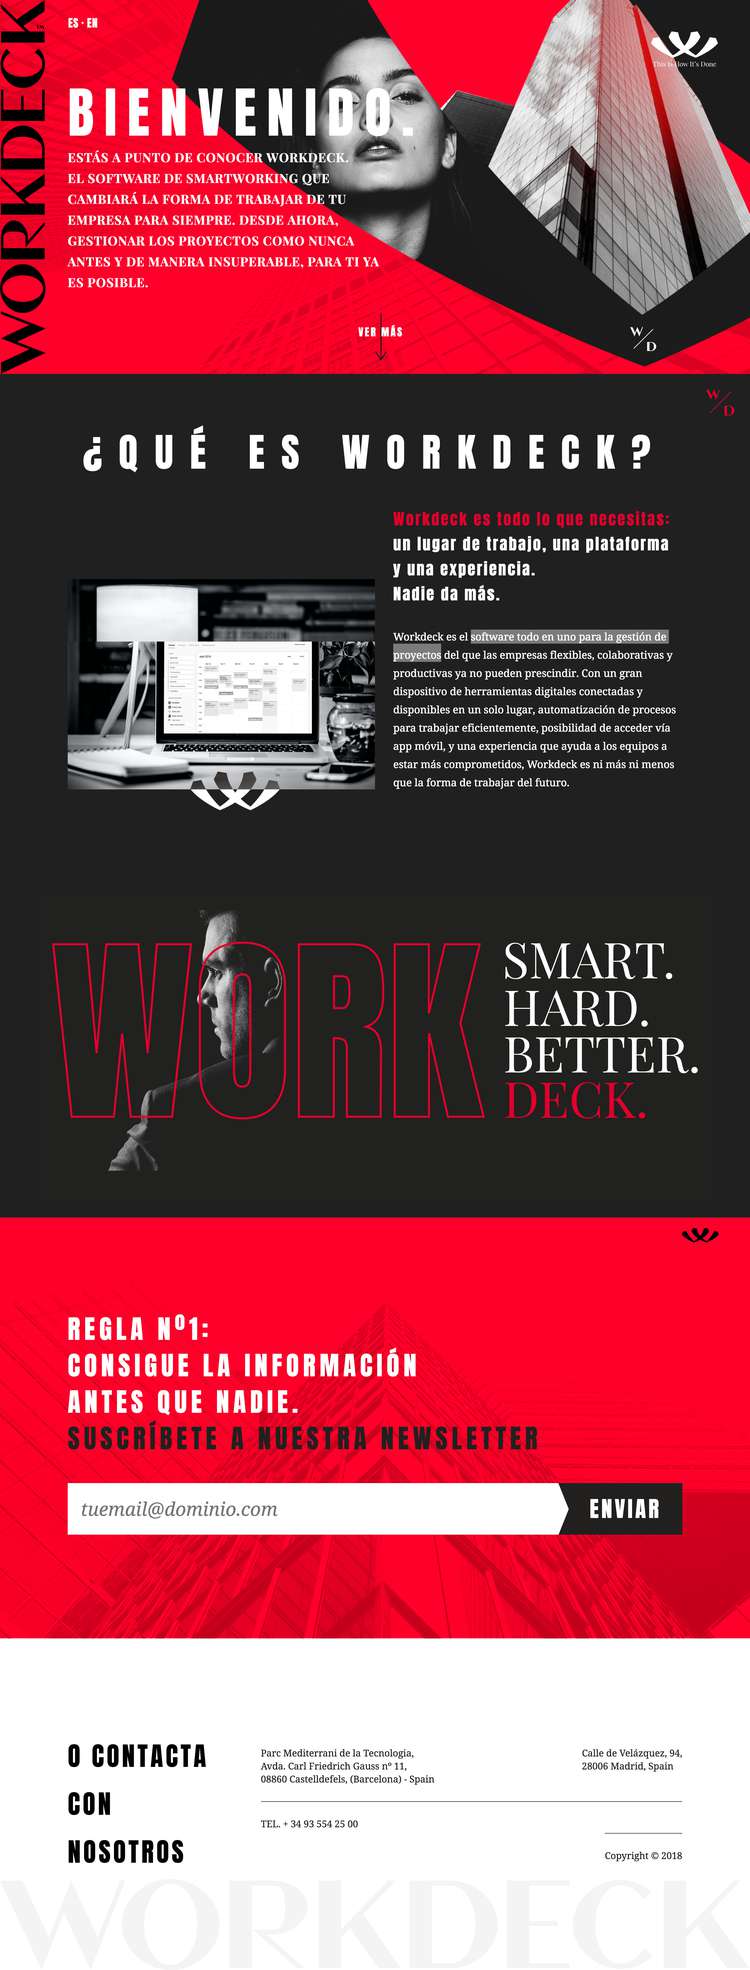 WORKDECK
ES · EN
This Is How It's Done
BIENVENIDO.
ESTÁS A PUNTO DE CONOCER WORKDECK.
EL SOFTWARE DE SMARTWORKING QUE
CAMBIARÁ LA FORMA DE TRABAJAR DE TU
EMPRESA PARA SIEMPRE. DESDE AHORA,
GESTIONAR LOS PROYECTOS COMO NUNCA
ANTES Y DE MANERA INSUPERABLE, PARA TI YA
ES POSIBLE.
VER MÁS
W/D
W/D
¿QUÉ ES WORKDECK?
Workdeck es todo lo que necesitas:
un lugar de trabajo, una plataforma
y una experiencia.
Nadie da más.
Workdeck es el software todo en uno para la gestión de
proyectos del que las empresas flexibles, colaborativas y
productivas ya no pueden prescindir. Con un gran
dispositivo de herramientas digitales conectadas y
disponibles en un solo lugar, automatización de procesos
para trabajar eficientemente, posibilidad de acceder vía
app móvil, y una experiencia que ayuda a los equipos a
estar más comprometidos, Workdeck es ni más ni menos
que la forma de trabajar del futuro.
WORK
SMART.
HARD.
BETTER.
DECK.
REGLA Nº1:
CONSIGUE LA INFORMACIÓN
ANTES QUE NADIE.
SUSCRÍBETE A NUESTRA NEWSLETTER
tuemail@dominio.com
ENVIAR
O CONTACTA
CON
NOSOTROS
Parc Mediterrani de la Tecnologia,
Avda. Carl Friedrich Gauss nº 11,
08860 Castelldefels, (Barcelona) - Spain
TEL. + 34 93 554 25 00
Calle de Velázquez, 94,
28006 Madrid, Spain
Copyright © 2018
WORKDECK